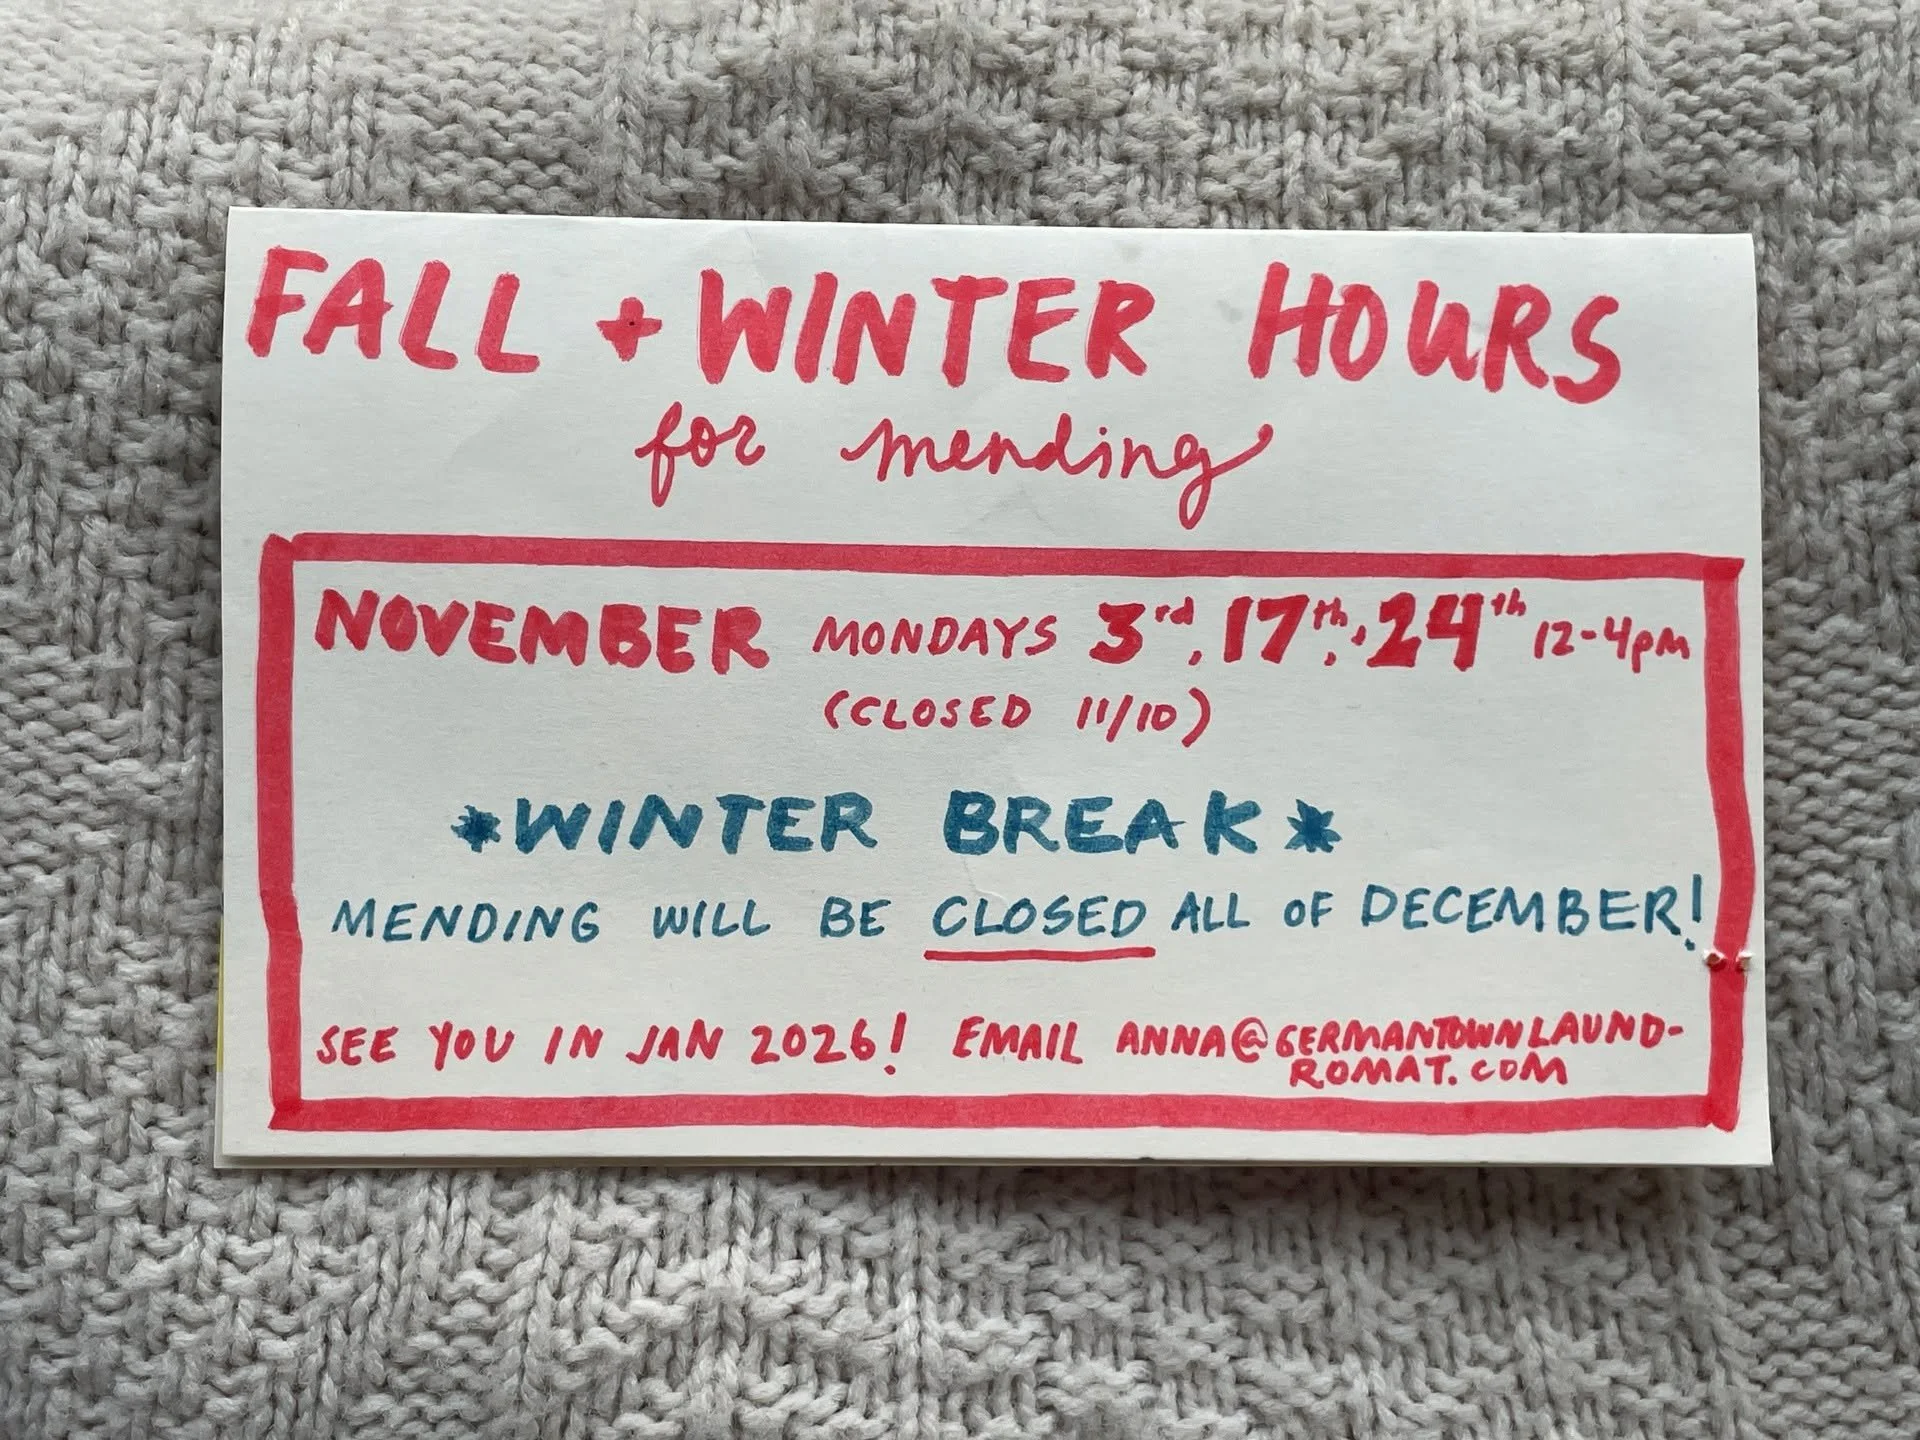 FALL + WINTER HOURS
for mending
NOVEMBER MONDAYS 3rd, 17th, 24th 12-4pm
(CLOSED 11/10)
*WINTER BREAK*
MENDING WILL BE CLOSED ALL OF DECEMBER!
SEE YOU IN JAN 2026! EMAIL ANNA@GERMANTOWNLAUND-
ROMAT.COM